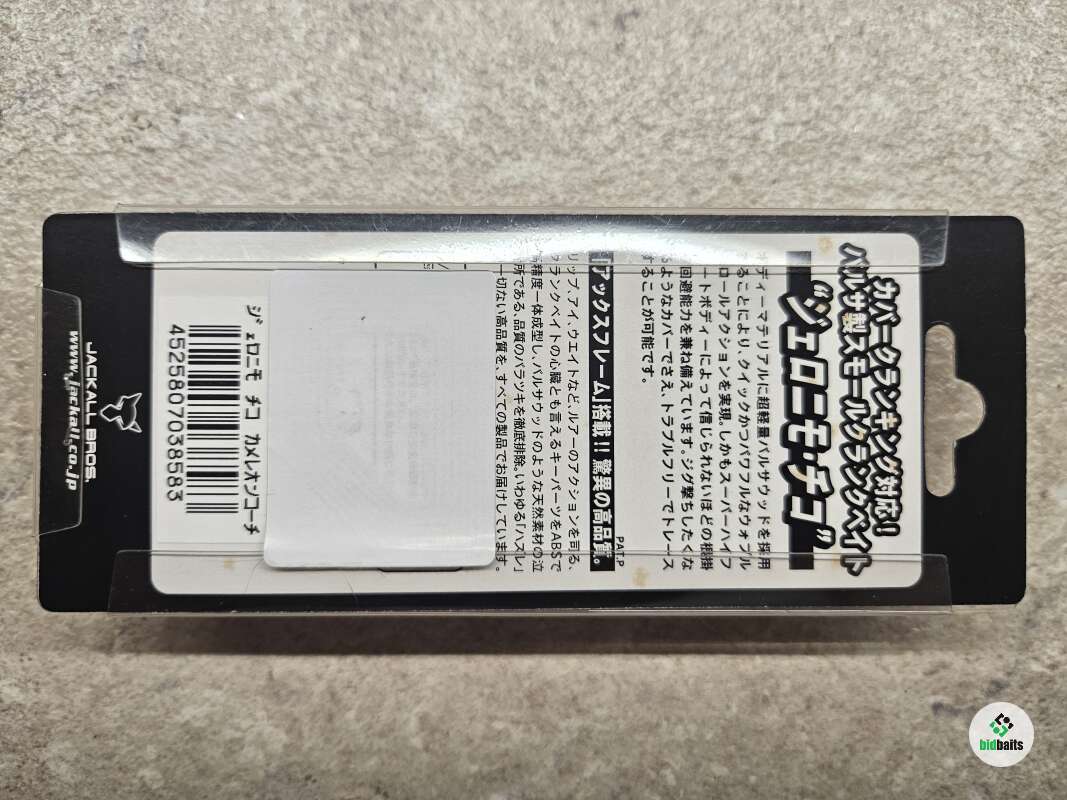 カバークランキング対応！
バルサ製スモールクランクベイト
“ジェロニモ・チコ”
ボディーマテリアルに超軽量バルサウッドを採用
することにより、クイックかつパワフルなウォブル
ロールアクションを実現。しかもスーパーハイフ
ロートボディーによって信じられないほどの根掛
回避能力を兼ね備えています。ジグ撃ちしたくな
るようなカバーでさえ、トラブルフリーでトレース
することが可能です。
PAT.P
「アックスフレーム」搭載!! 驚異の高品質。
リップ、アイ、ウエイトなど、ルアーのアクションを司る、
クランクベイトの心臓とも言えるキーパーツをABSで
高精度一体成型し、バルサウッドのような天然素材の泣
所である、品質のバラツキを徹底排除。いわゆる「ハズレ」
一切ない高品質を、すべての製品でお届けしています。
ジェロニモ チコ カメレオンコーチ
4525807038583
JACKALL BROS.
www.jackall.co.jp
bidbaits